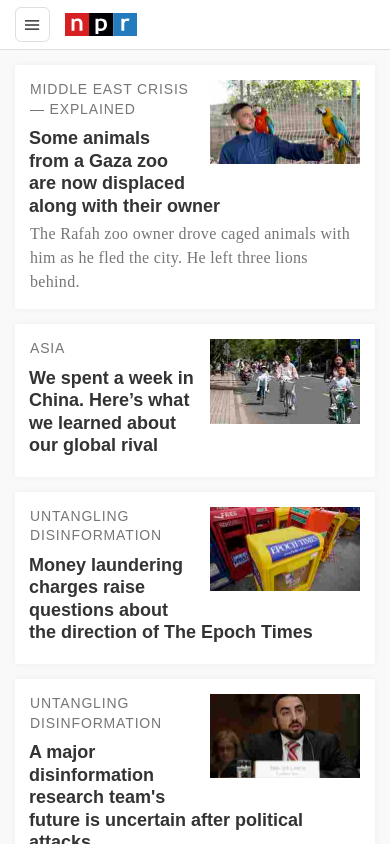 npr
MIDDLE EAST CRISIS
— EXPLAINED
Some animals
from a Gaza zoo
are now displaced
along with their owner
The Rafah zoo owner drove caged animals with
him as he fled the city. He left three lions
behind.
ASIA
We spent a week in
China. Here’s what
we learned about
our global rival
UNTANGLING
DISINFORMATION
Money laundering
charges raise
questions about
the direction of The Epoch Times
FREE
EPOCH TIMES
UNTANGLING
DISINFORMATION
A major
disinformation
research team's
future is uncertain after political
attacks